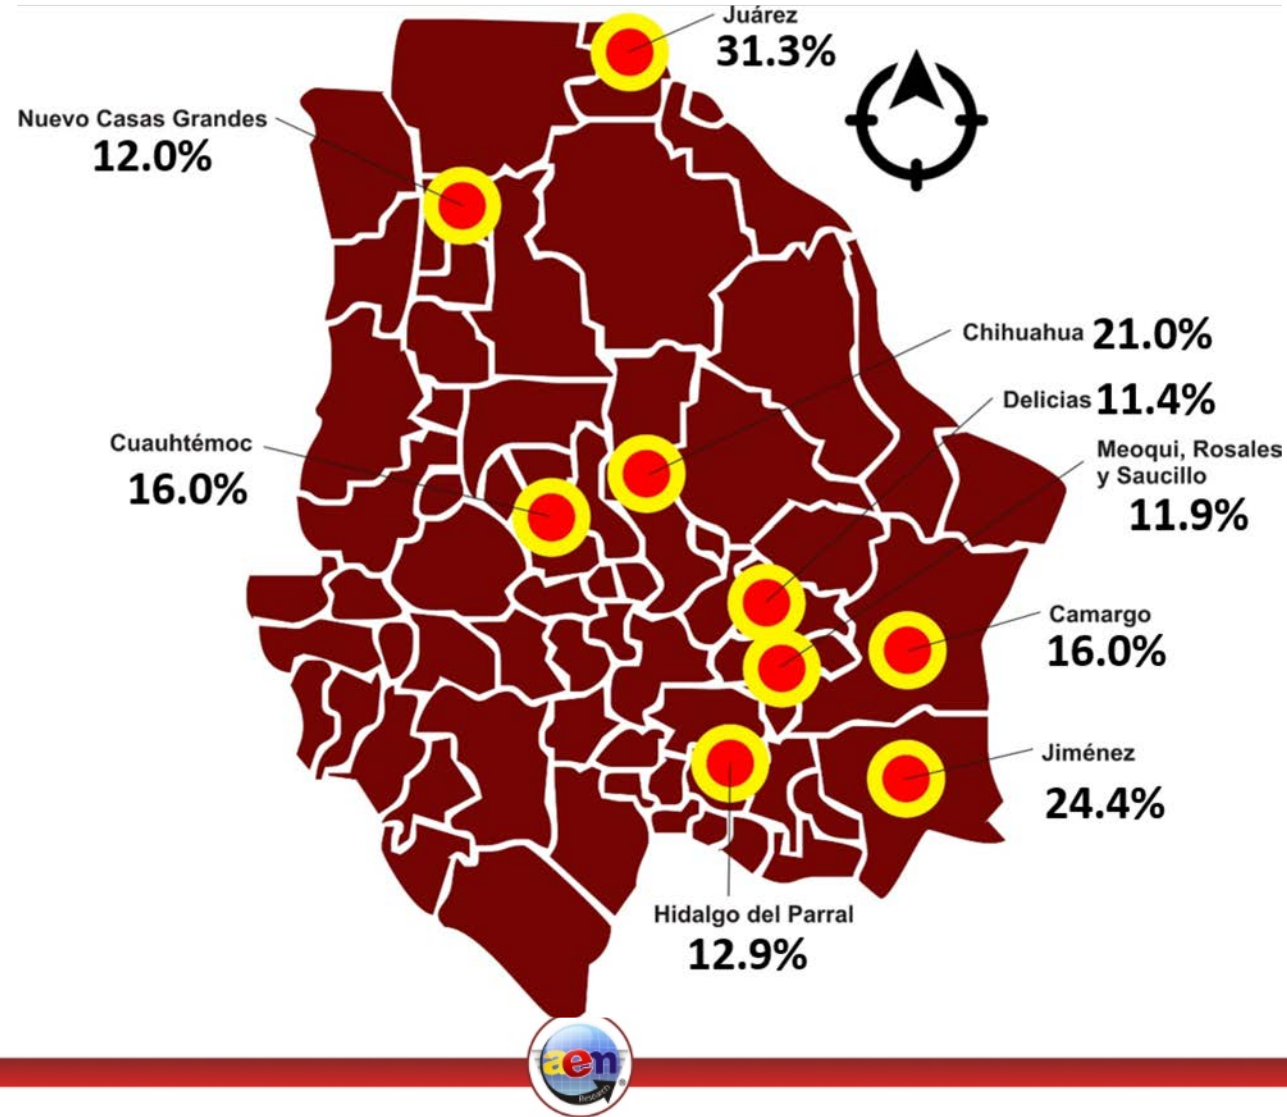 Juárez
31.3%
Nuevo Casas Grandes
12.0%
Chihuahua 21.0%
Delicias 11.4%
Cuauhtémoc
16.0%
Meoqui, Rosales
y Saucillo
11.9%
Camargo
16.0%
Jiménez
24.4%
Hidalgo del Parral
12.9%
aen
Research
®